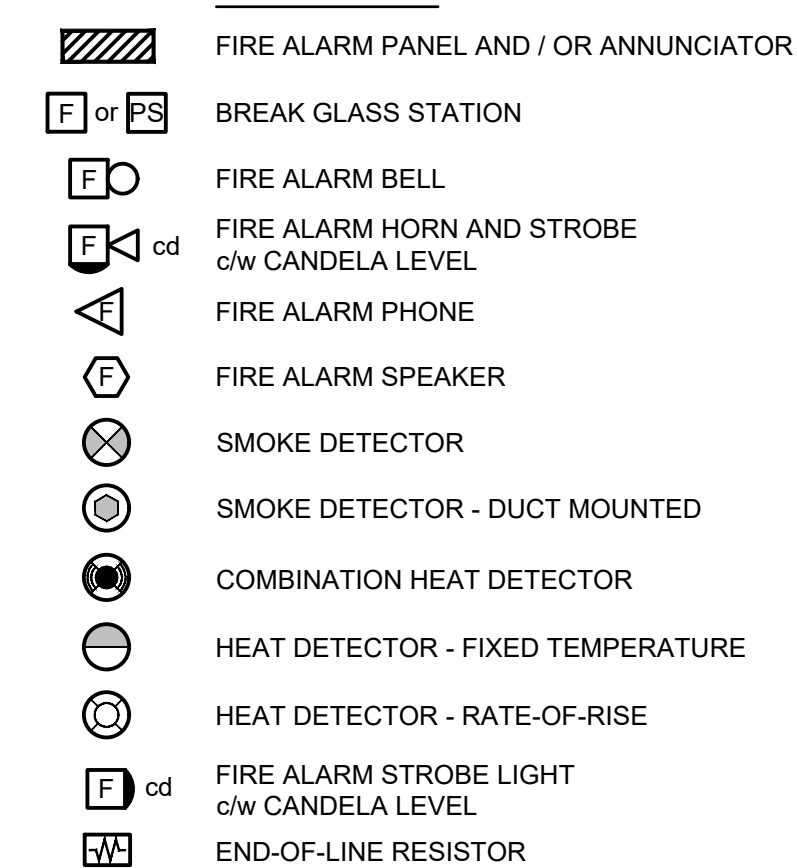 FIRE ALARM PANEL AND / OR ANNUNCIATOR
F or PS BREAK GLASS STATION
F FIRE ALARM BELL
F cd FIRE ALARM HORN AND STROBE
c/w CANDELA LEVEL
F FIRE ALARM PHONE
F FIRE ALARM SPEAKER
SMOKE DETECTOR
SMOKE DETECTOR - DUCT MOUNTED
COMBINATION HEAT DETECTOR
HEAT DETECTOR - FIXED TEMPERATURE
HEAT DETECTOR - RATE-OF-RISE
F cd FIRE ALARM STROBE LIGHT
c/w CANDELA LEVEL
END-OF-LINE RESISTOR